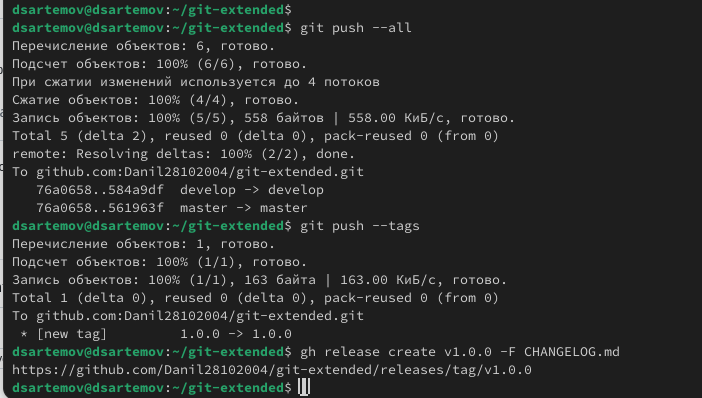 dsartemov@dsartemov:~/git-extended$
dsartemov@dsartemov:~/git-extended$ git push --all
Перечисление объектов: 6, готово.
Подсчет объектов: 100% (6/6), готово.
При сжатии изменений используется до 4 потоков
Сжатие объектов: 100% (4/4), готово.
Запись объектов: 100% (5/5), 558 байтов | 558.00 КиБ/с, готово.
Total 5 (delta 2), reused 0 (delta 0), pack-reused 0 (from 0)
remote: Resolving deltas: 100% (2/2), done.
To github.com:Danil28102004/git-extended.git
   76a0658..584a9df  develop -> develop
   76a0658..561963f  master -> master
dsartemov@dsartemov:~/git-extended$ git push --tags
Перечисление объектов: 1, готово.
Подсчет объектов: 100% (1/1), готово.
Запись объектов: 100% (1/1), 163 байта | 163.00 КиБ/с, готово.
Total 1 (delta 0), reused 0 (delta 0), pack-reused 0 (from 0)
To github.com:Danil28102004/git-extended.git
 * [new tag]         1.0.0 -> 1.0.0
dsartemov@dsartemov:~/git-extended$ gh release create v1.0.0 -F CHANGELOG.md
https://github.com/Danil28102004/git-extended/releases/tag/v1.0.0
dsartemov@dsartemov:~/git-extended$